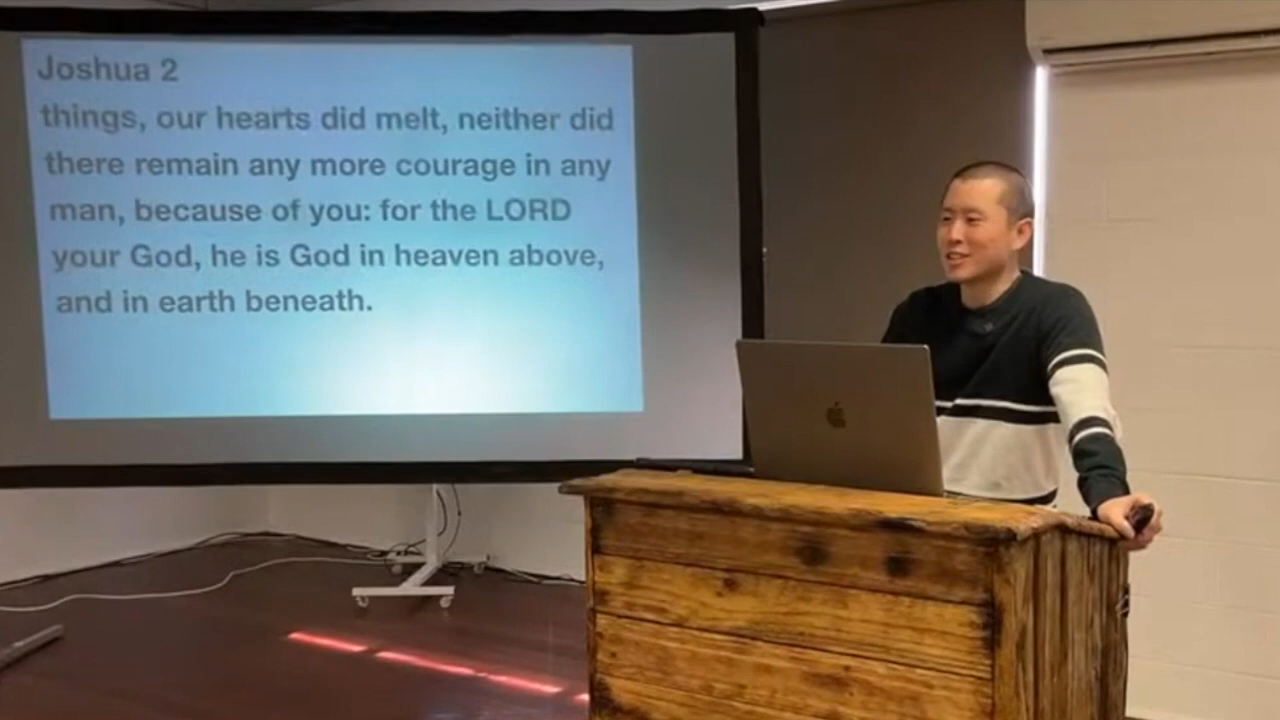 Joshua 2
things, our hearts did melt, neither did
there remain any more courage in any
man, because of you: for the LORD
your God, he is God in heaven above,
and in earth beneath.